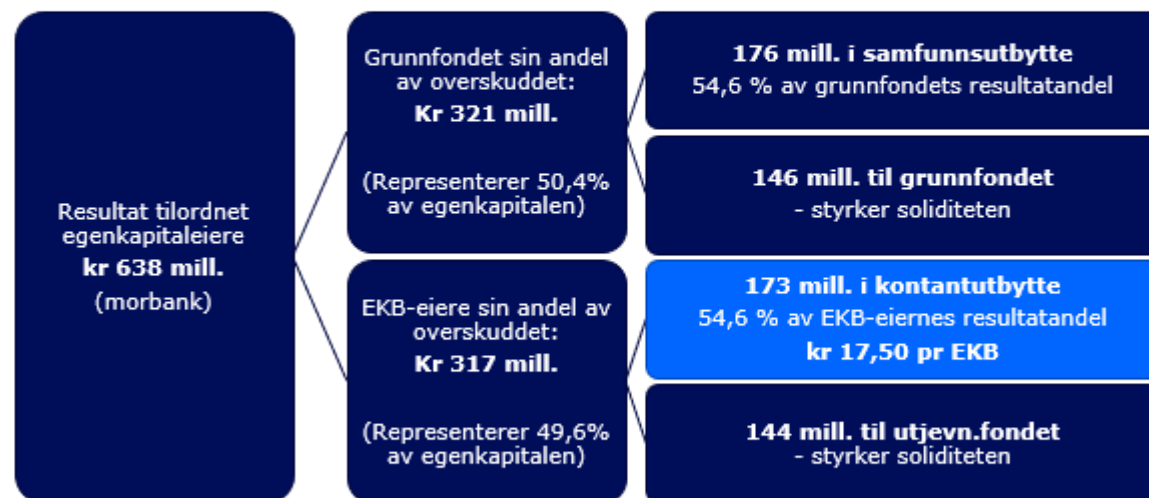 Resultat tilordnet
egenkapitaleiere
kr 638 mill.
(morbank)
Grunnfondet sin andel
av overskuddet:
Kr 321 mill.
(Representerer 50,4%
av egenkapitalen)
176 mill. i samfunnsutbytte
54,6 % av grunnfondets resultatandel
146 mill. til grunnfondet
- styrker soliditeten
EKB-eiere sin andel av
overskuddet:
Kr 317 mill.
(Representerer 49,6%
av egenkapitalen)
173 mill. i kontantutbytte
54,6 % av EKB-eiernes resultatandel
kr 17,50 pr EKB
144 mill. til utjevn.fondet
- styrker soliditeten